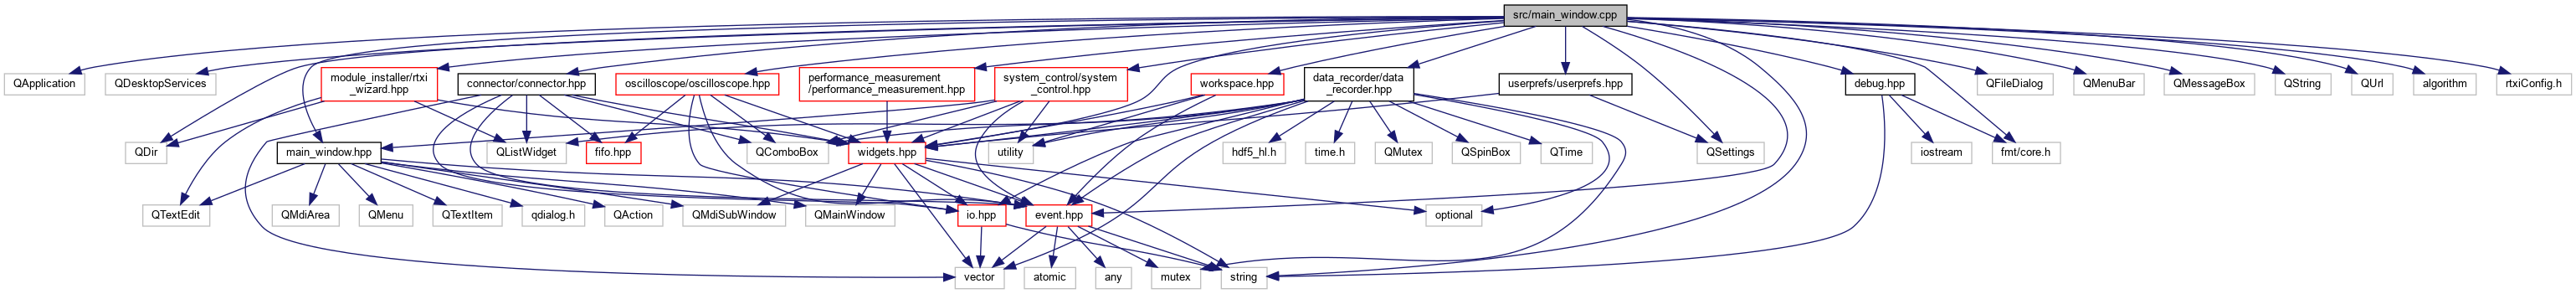 src/main_window.cpp
QApplication
QDesktopServices
module_installer/rtxi
_wizard.hpp
connector/connector.hpp
oscilloscope/oscilloscope.hpp
performance_measurement
/performance_measurement.hpp
system_control/system
_control.hpp
workspace.hpp
data_recorder/data
_recorder.hpp
userprefs/userprefs.hpp
debug.hpp
QFileDialog
QMenuBar
QMessageBox
QString
QUrl
algorithm
rtxiConfig.h
QDir
main_window.hpp
QListWidget
fifo.hpp
QComboBox
widgets.hpp
utility
hdf5_hl.h
time.h
QMutex
QSpinBox
QTime
QSettings
iostream
fmt/core.h
QTextEdit
QMdiArea
QMenu
QTextItem
qdialog.h
QAction
QMdiSubWindow
QMainWindow
io.hpp
event.hpp
optional
vector
atomic
any
mutex
string